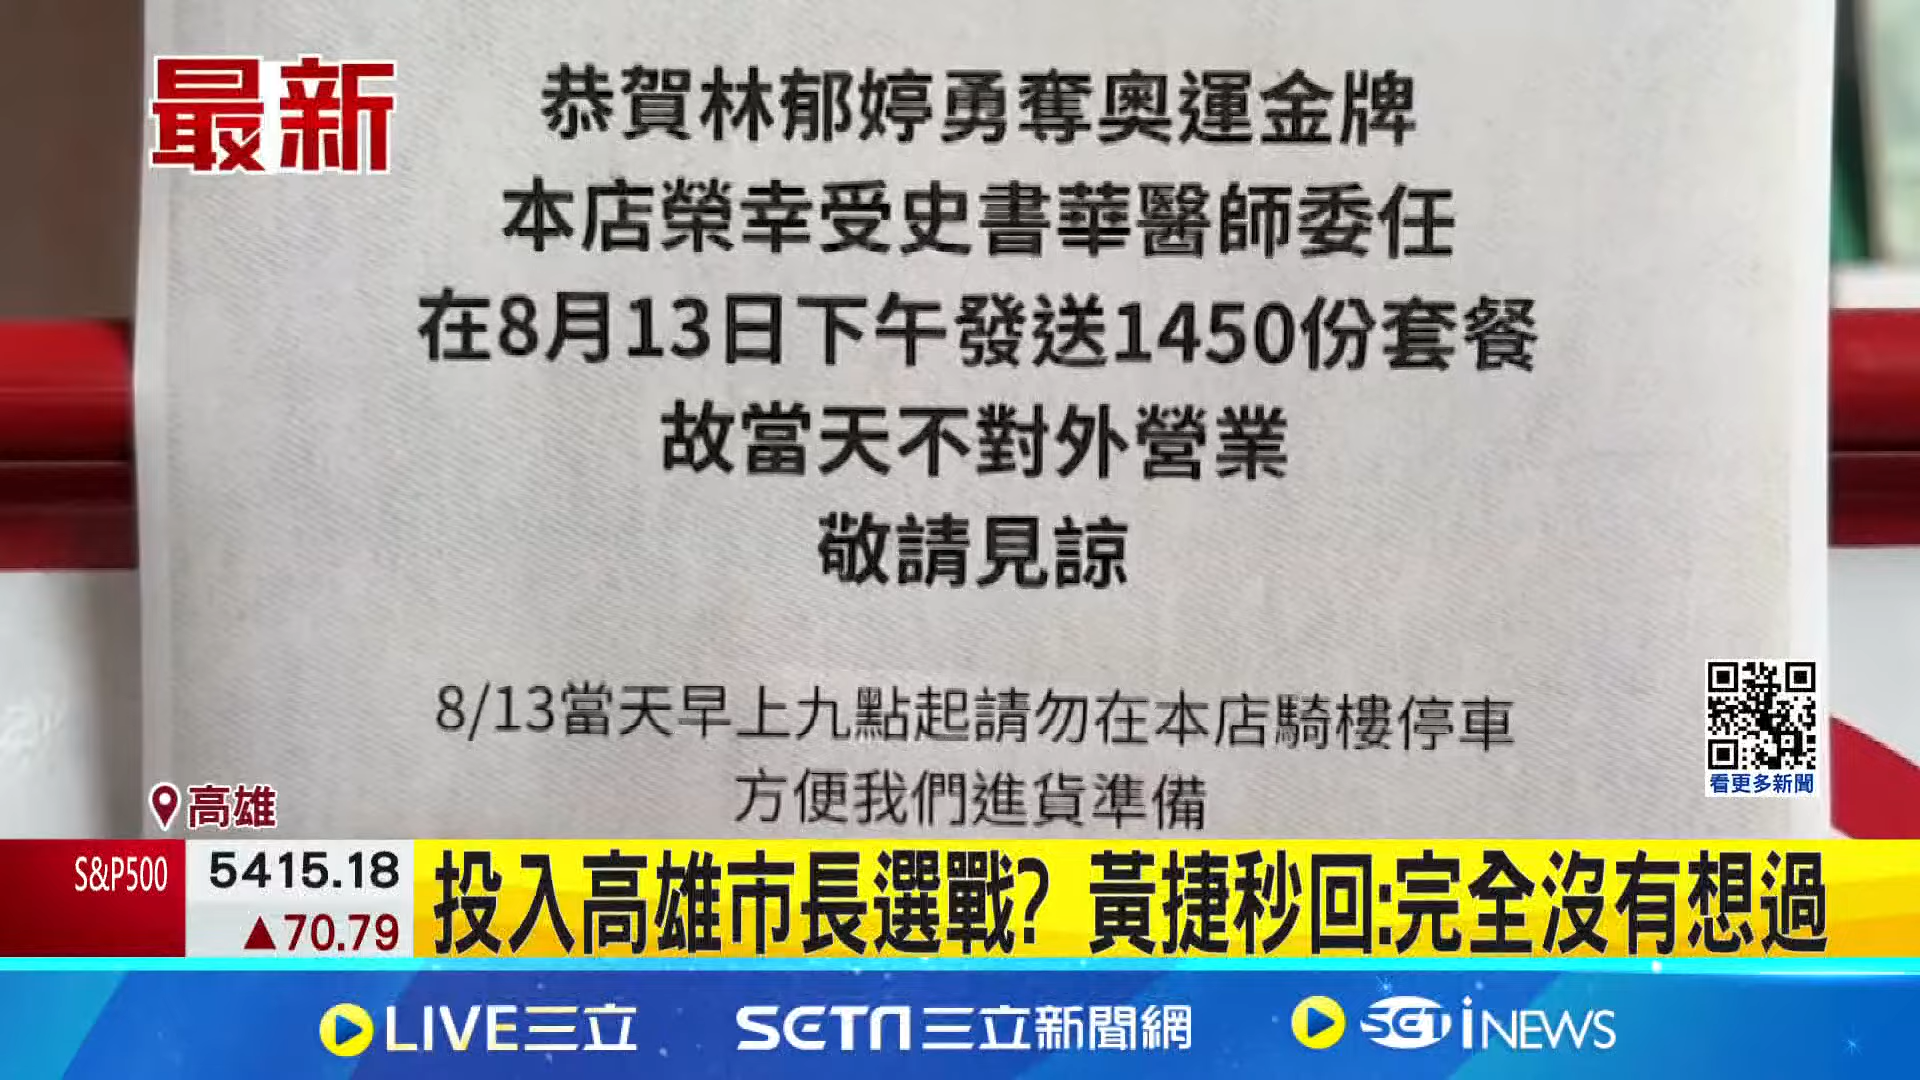 最新
恭賀林郁婷勇奪奧運金牌
本店榮幸受史書華醫師委任
在8月13日下午發送1450份套餐
故當天不對外營業
敬請見諒
8/13當天早上九點起請勿在本店騎樓停車
方便我們進貨準備
看更多新聞
高雄
S&P500
5415.18
▲70.79
投入高雄市長選戰? 黃捷秒回:完全沒有想過
LIVE三立
SETN三立新聞網
SET iNEWS